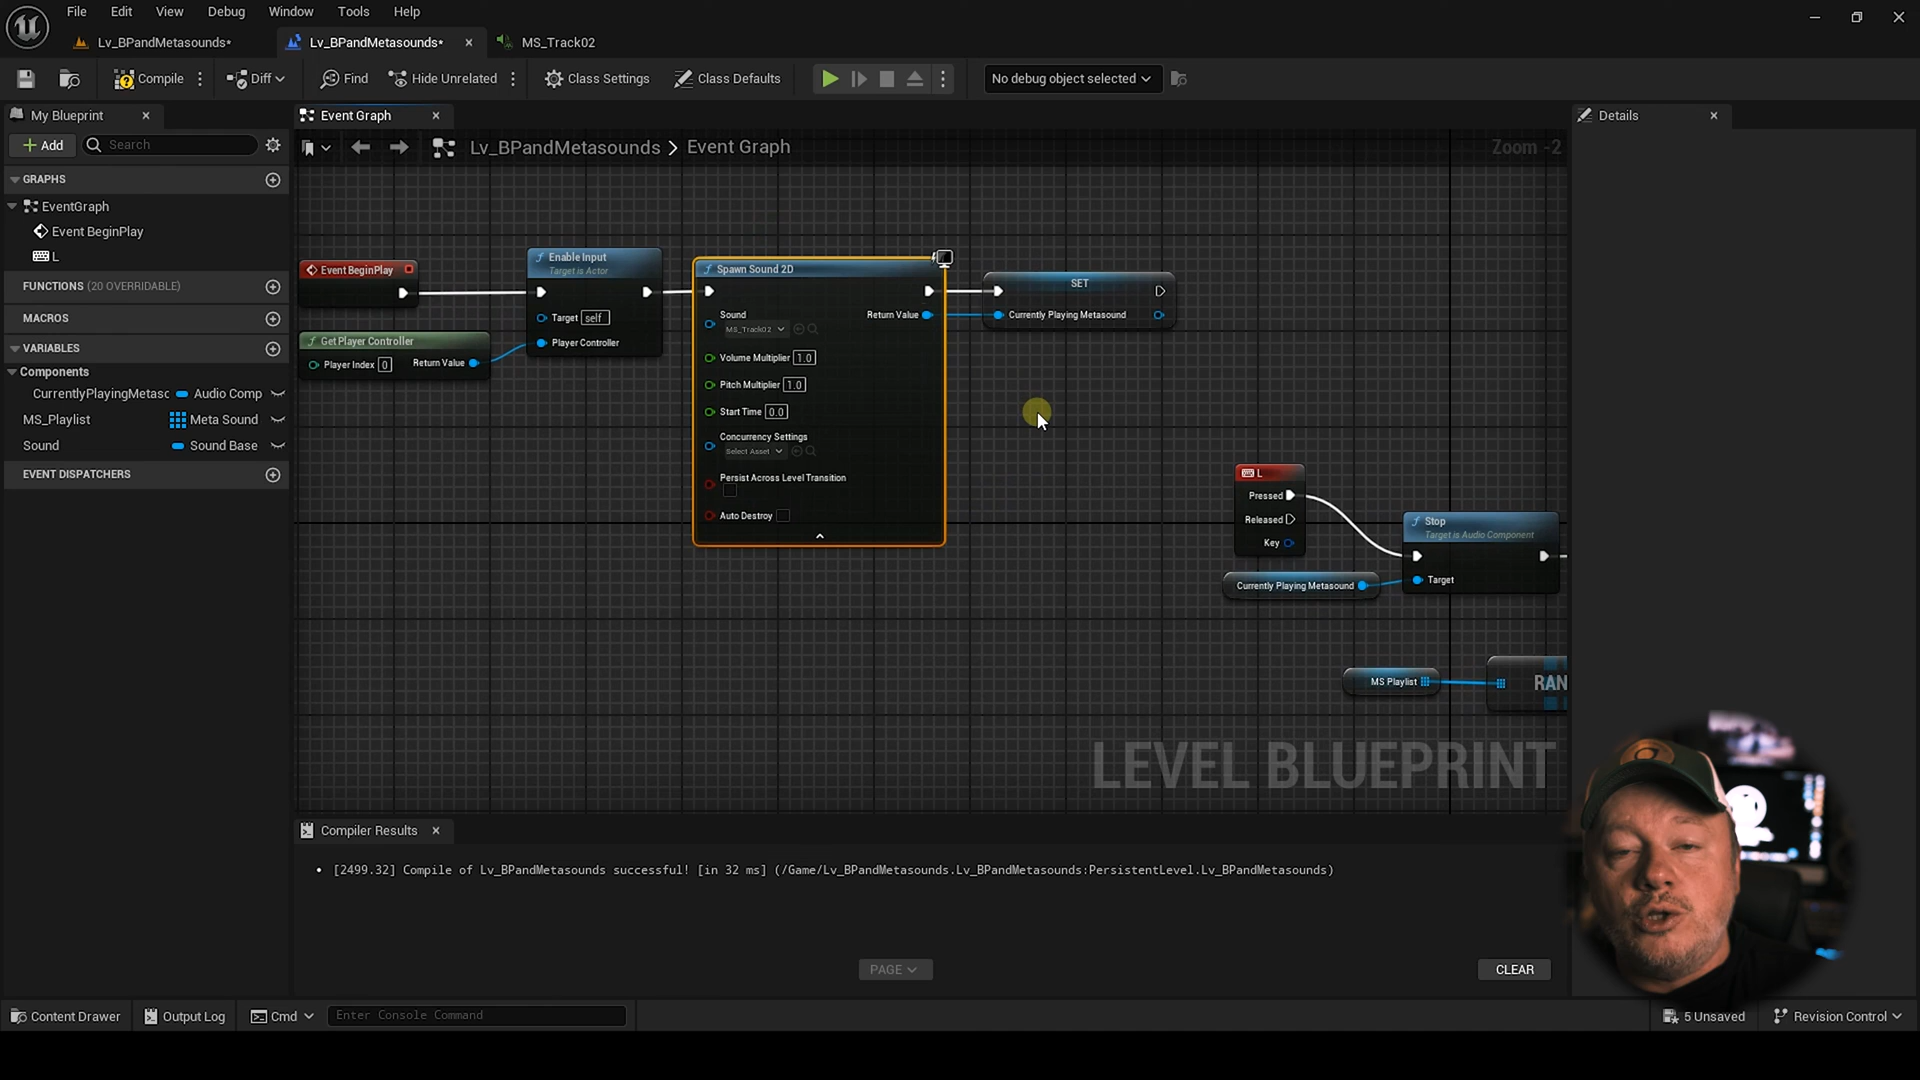 File Edit View Debug Window Tools Help
Lv_BPandMetasounds* Lv_BPandMetasounds* MS_Track02
Compile Diff Find Hide Unrelated Class Settings Class Defaults No debug object selected
My Blueprint
Event Graph
Details
Add Search
Lv_BPandMetasounds > Event Graph Zoom -2
GRAPHS
EventGraph
Event BeginPlay
L
FUNCTIONS (20 OVERRIDABLE)
MACROS
VARIABLES
Components
CurrentlyPlayingMetasc Audio Comp
MS_Playlist Meta Sound
Sound Sound Base
EVENT DISPATCHERS
Event BeginPlay
Get Player Controller
Player Index 0 Return Value
Enable Input
Target is Actor
Target self
Player Controller
Spawn Sound 2D
Sound
MS_Track02
Return Value
Volume Multiplier 1.0
Pitch Multiplier 1.0
Start Time 0.0
Concurrency Settings
Select Asset
Persist Across Level Transition
Auto Destroy
SET
Currently Playing Metasound
L
Pressed
Released
Key
Currently Playing Metasound
Stop
Target is Audio Component
Target
MS Playlist
RAN
LEVEL BLUEPRINT
Compiler Results
• [2499.32] Compile of Lv_BPandMetasounds successful! [in 32 ms] (/Game/Lv_BPandMetasounds.Lv_BPandMetasounds:PersistentLevel.Lv_BPandMetasounds)
PAGE CLEAR
Content Drawer Output Log Cmd Enter Console Command 5 Unsaved Revision Control